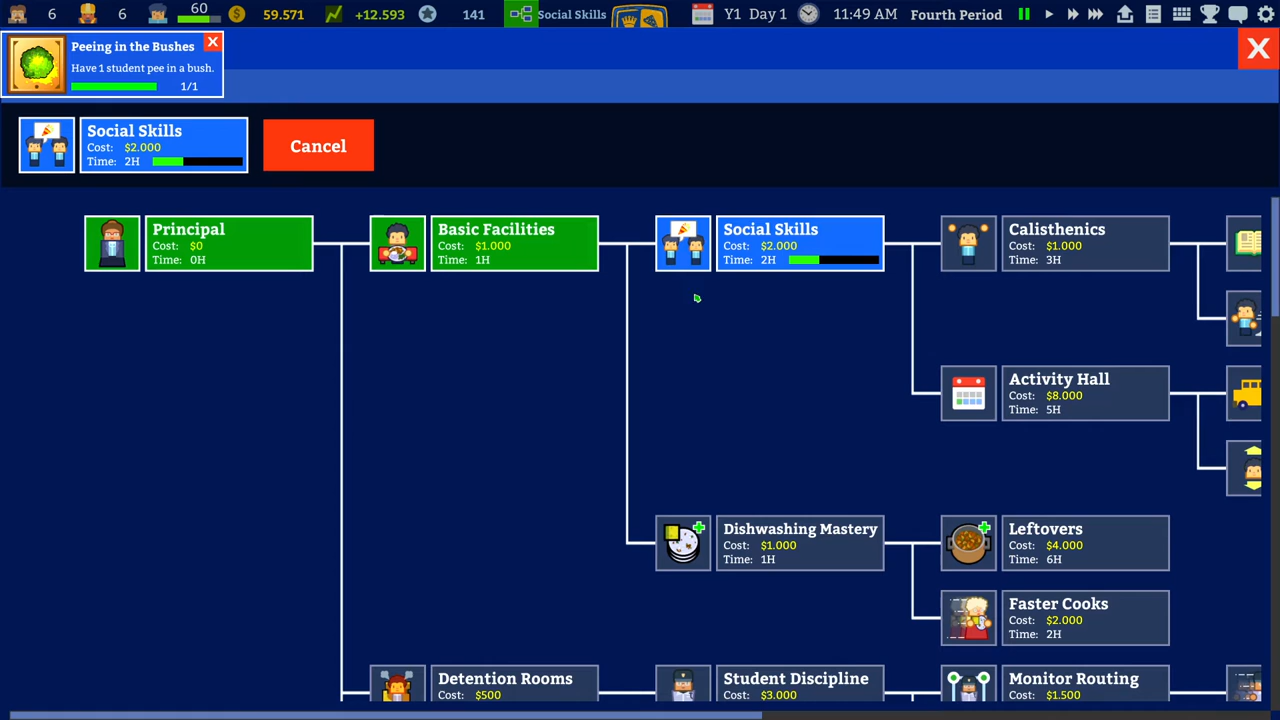 6 6 60 59.571 +12.593 141 Social Skills Y1 Day 1 11:49 AM Fourth Period
Peeing in the Bushes
Have 1 student pee in a bush.
1/1
X
X
Social Skills
Cost: $2.000
Time: 2H
Cancel
Principal
Cost: $0
Time: 0H
Basic Facilities
Cost: $1.000
Time: 1H
Social Skills
Cost: $2.000
Time: 2H
Calisthenics
Cost: $1.000
Time: 3H
Activity Hall
Cost: $8.000
Time: 5H
Dishwashing Mastery
Cost: $1.000
Time: 1H
Leftovers
Cost: $4.000
Time: 6H
Faster Cooks
Cost: $2.000
Time: 2H
Detention Rooms
Cost: $500
Student Discipline
Cost: $3.000
Monitor Routing
Cost: $1.500